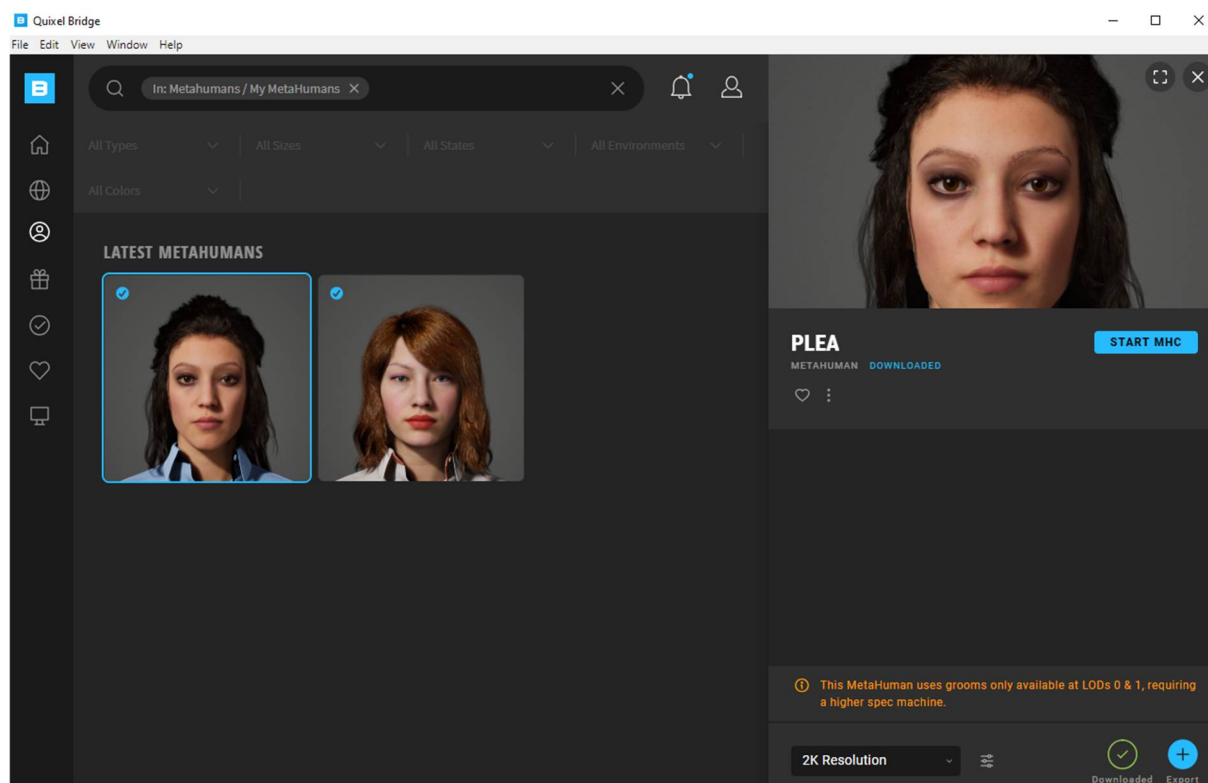 Quixel Bridge
File Edit View Window Help
In: Metahumans / My MetaHumans
All Types All Sizes All States All Environments
All Colors
LATEST METAHUMANS
PLEA
START MHC
METAHUMAN DOWNLOADED
This MetaHuman uses grooms only available at LODs 0 & 1, requiring
a higher spec machine.
2K Resolution
Downloaded Export